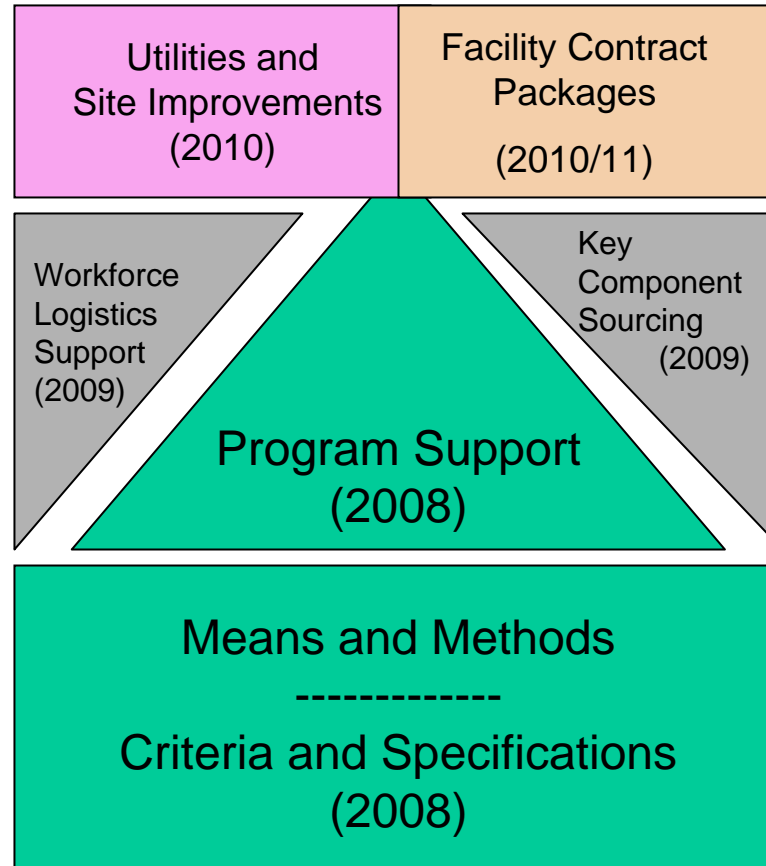 Utilities and
Site Improvements
(2010)
Facility Contract
Packages
(2010/11)
Workforce
Logistics
Support
(2009)
Key
Component
Sourcing
(2009)
Program Support
(2008)
Means and Methods
-------------
Criteria and Specifications
(2008)